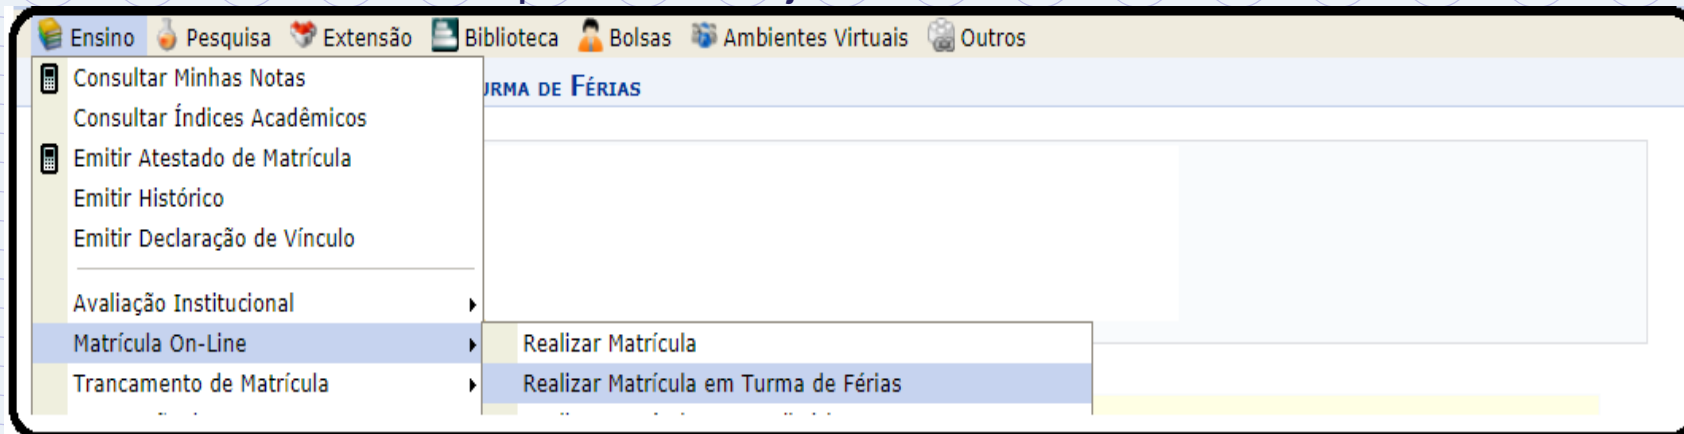 Ensino Pesquisa Extensão Biblioteca Bolsas Ambientes Virtuais Outros
URMA DE FÉRIAS
Consultar Minhas Notas
Consultar Índices Acadêmicos
Emitir Atestado de Matrícula
Emitir Histórico
Emitir Declaração de Vínculo
Avaliação Institucional
Matrícula On-Line
Realizar Matrícula
Trancamento de Matrícula
Realizar Matrícula em Turma de Férias